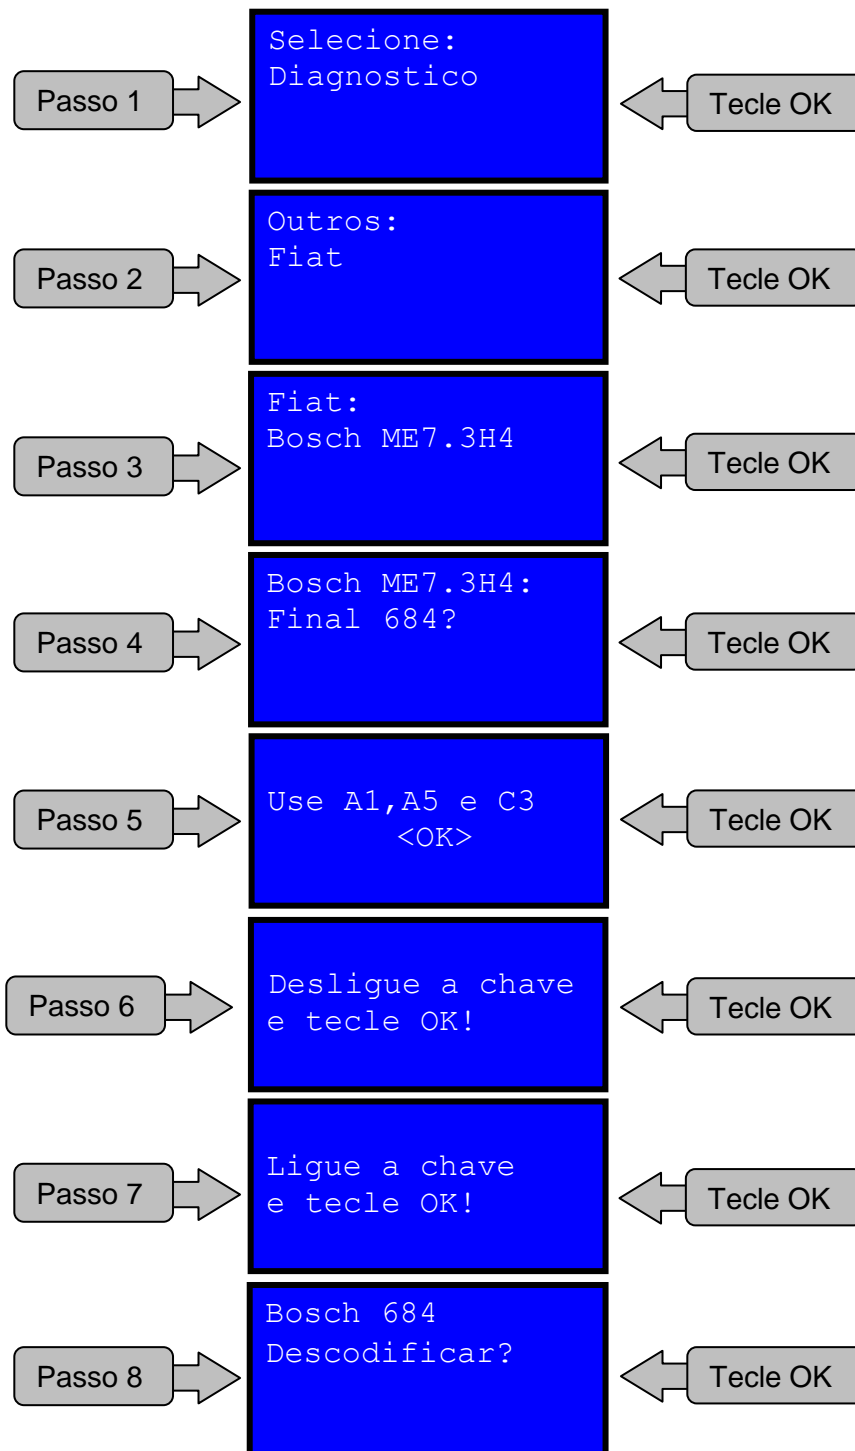 Passo 1
Selecione:
Diagnostico
Tecle OK
Passo 2
Outros:
Fiat
Tecle OK
Passo 3
Fiat:
Bosch ME7.3H4
Tecle OK
Passo 4
Bosch ME7.3H4:
Final 684?
Tecle OK
Passo 5
Use A1,A5 e C3
<OK>
Tecle OK
Passo 6
Desligue a chave
e tecle OK!
Tecle OK
Passo 7
Ligue a chave
e tecle OK!
Tecle OK
Passo 8
Bosch 684
Descodificar?
Tecle OK